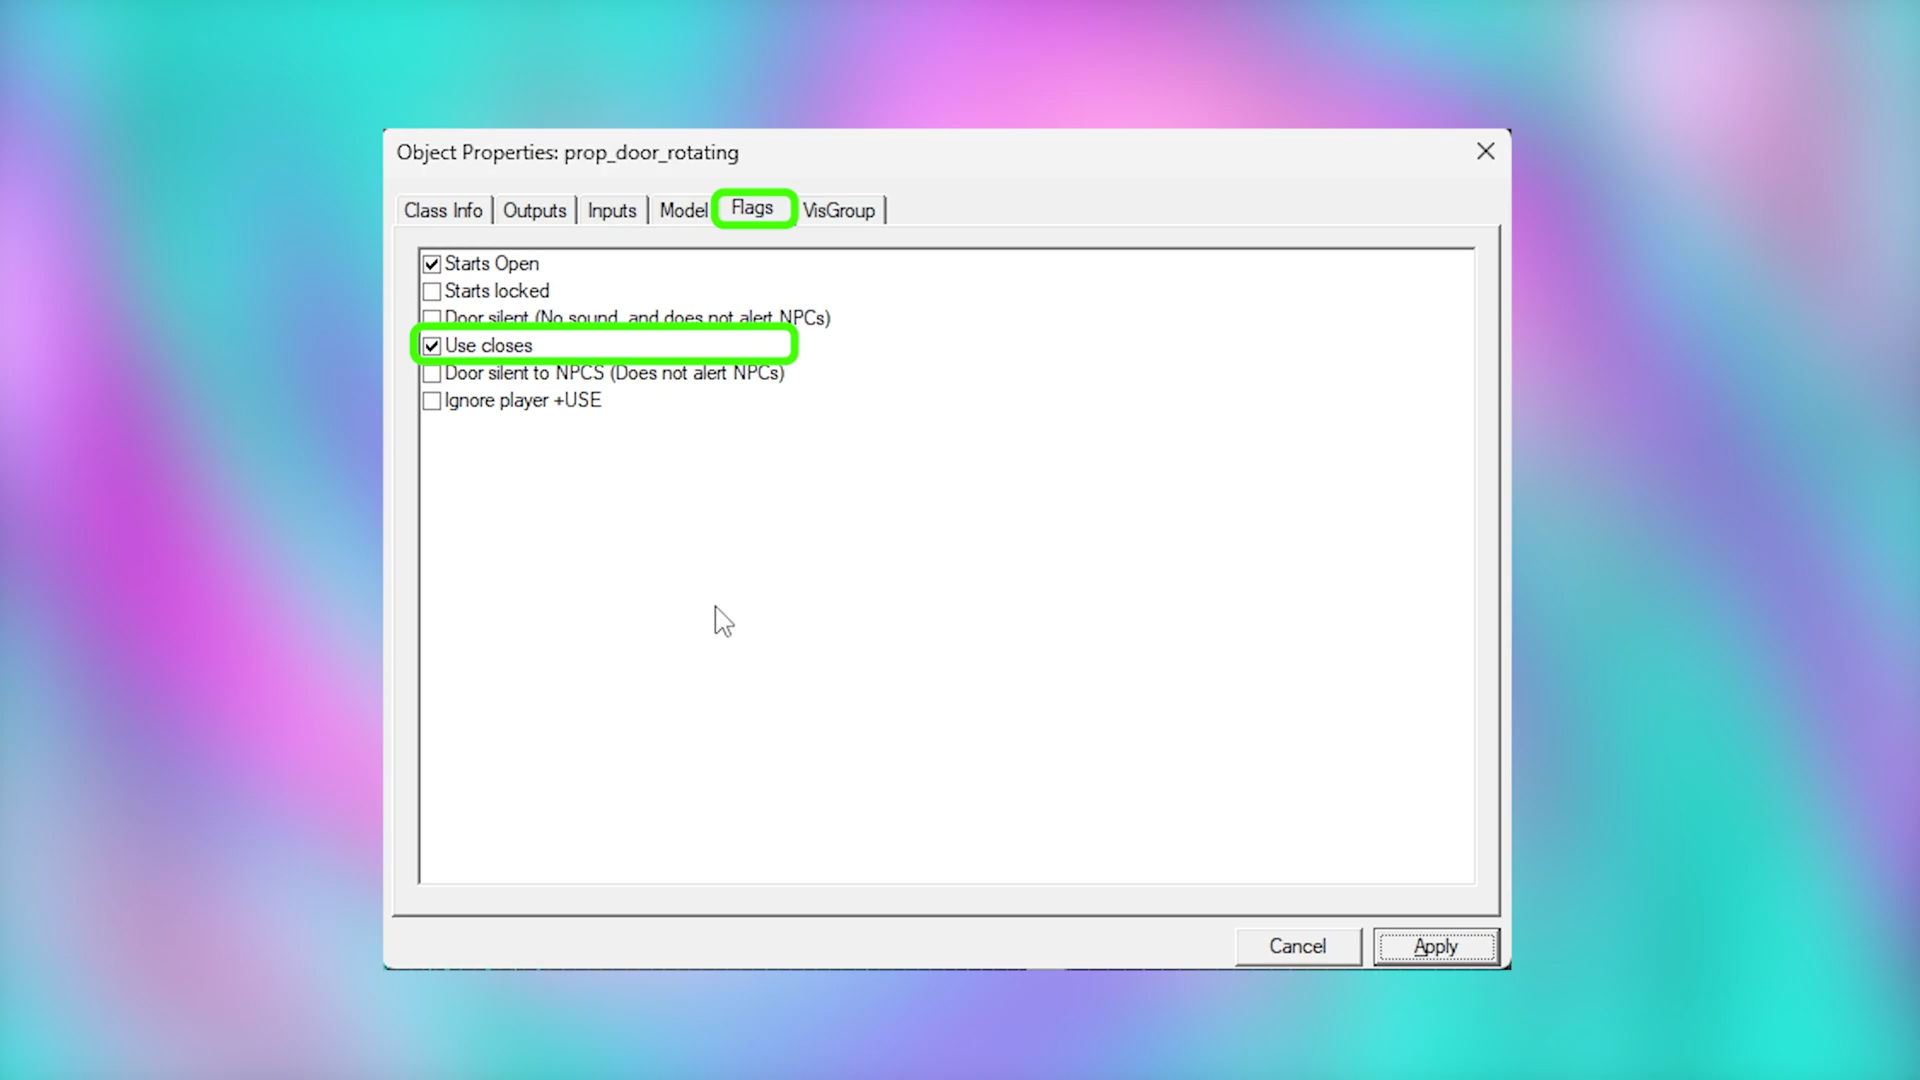 Object Properties: prop_door_rotating
Class Info
Outputs
Inputs
Model
Flags
VisGroup
Starts Open
Starts locked
Door silent (No sound, and does not alert NPCs)
Use closes
Door silent to NPCS (Does not alert NPCs)
Ignore player +USE
Cancel
Apply